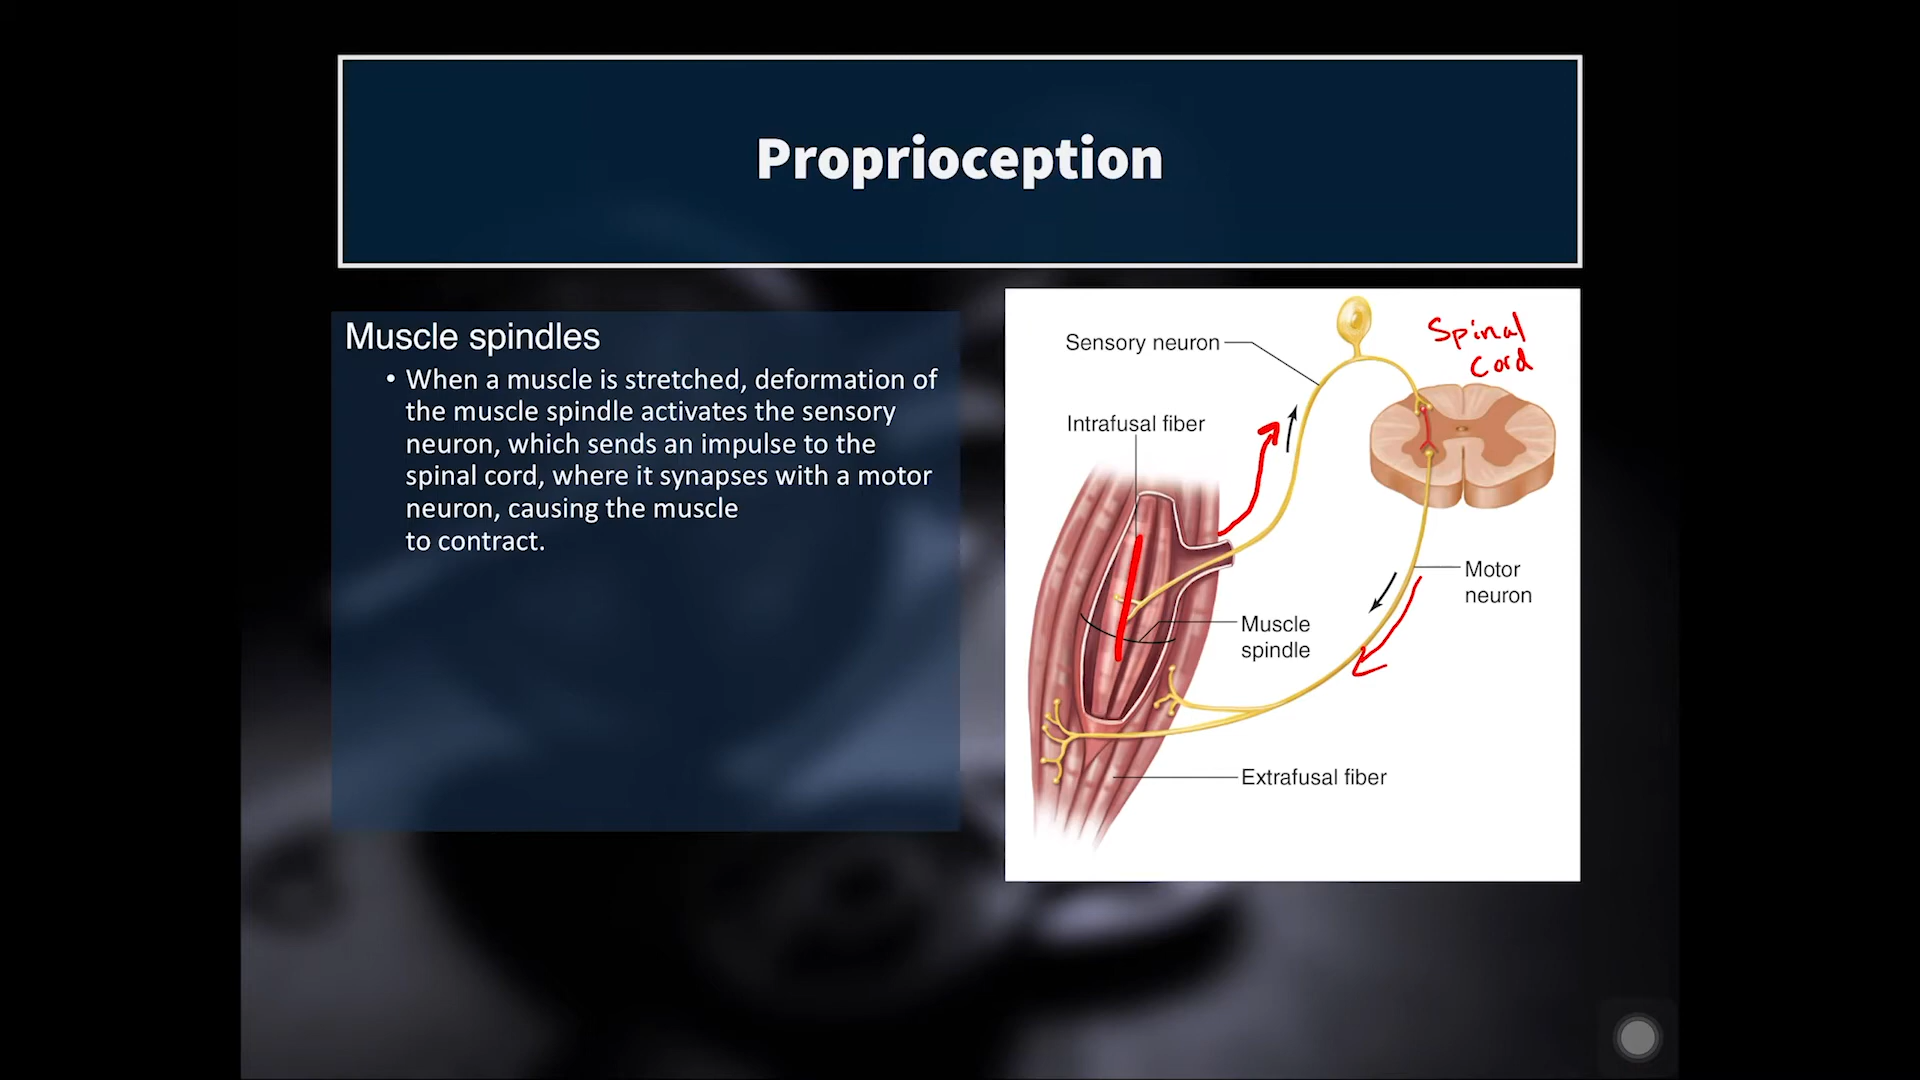 Proprioception
Muscle spindles
• When a muscle is stretched, deformation of
the muscle spindle activates the sensory
neuron, which sends an impulse to the
spinal cord, where it synapses with a motor
neuron, causing the muscle
to contract.
Sensory neuron
Spinal
Cord
Intrafusal fiber
Motor
neuron
Muscle
spindle
Extrafusal fiber